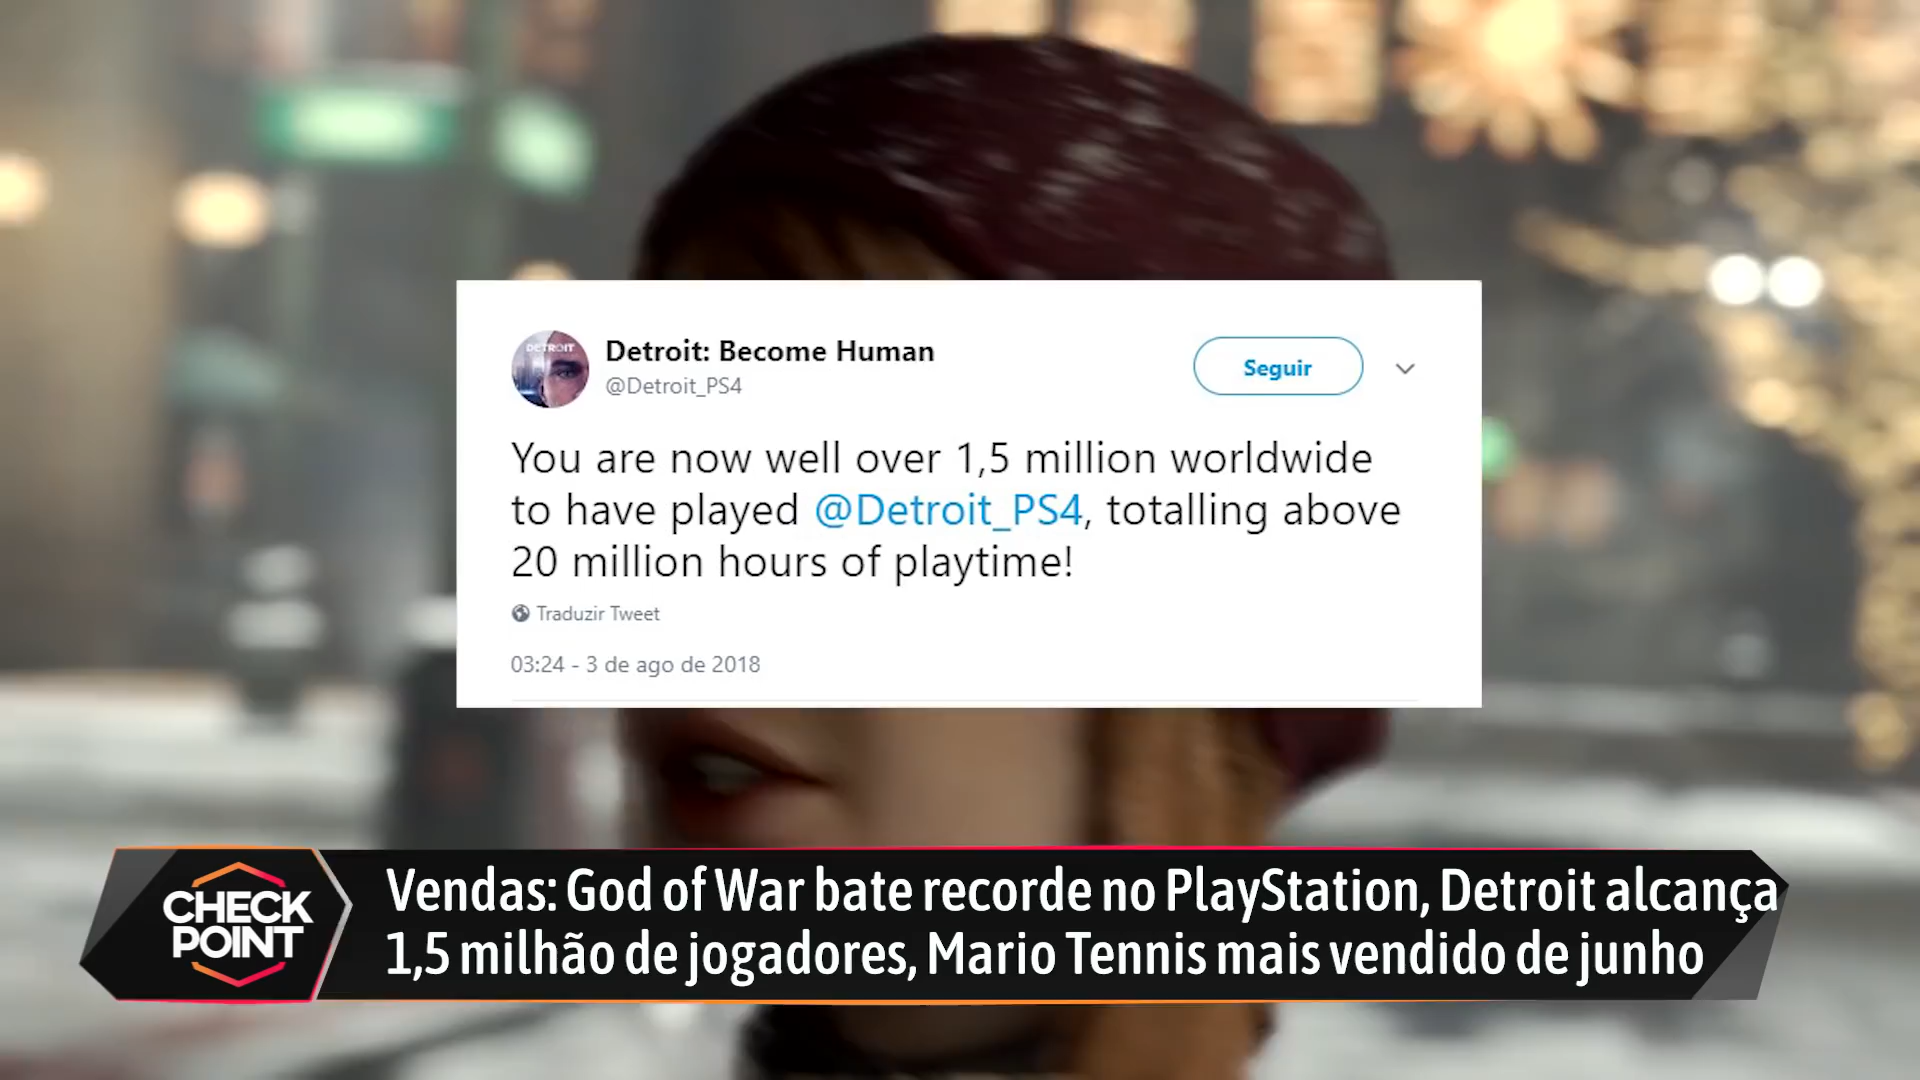 DETROIT
Detroit: Become Human
@Detroit_PS4
Seguir
You are now well over 1,5 million worldwide
to have played @Detroit_PS4, totalling above
20 million hours of playtime!
Traduzir Tweet
03:24 - 3 de ago de 2018
CHECK
POINT
Vendas: God of War bate recorde no PlayStation, Detroit alcança
1,5 milhão de jogadores, Mario Tennis mais vendido de junho